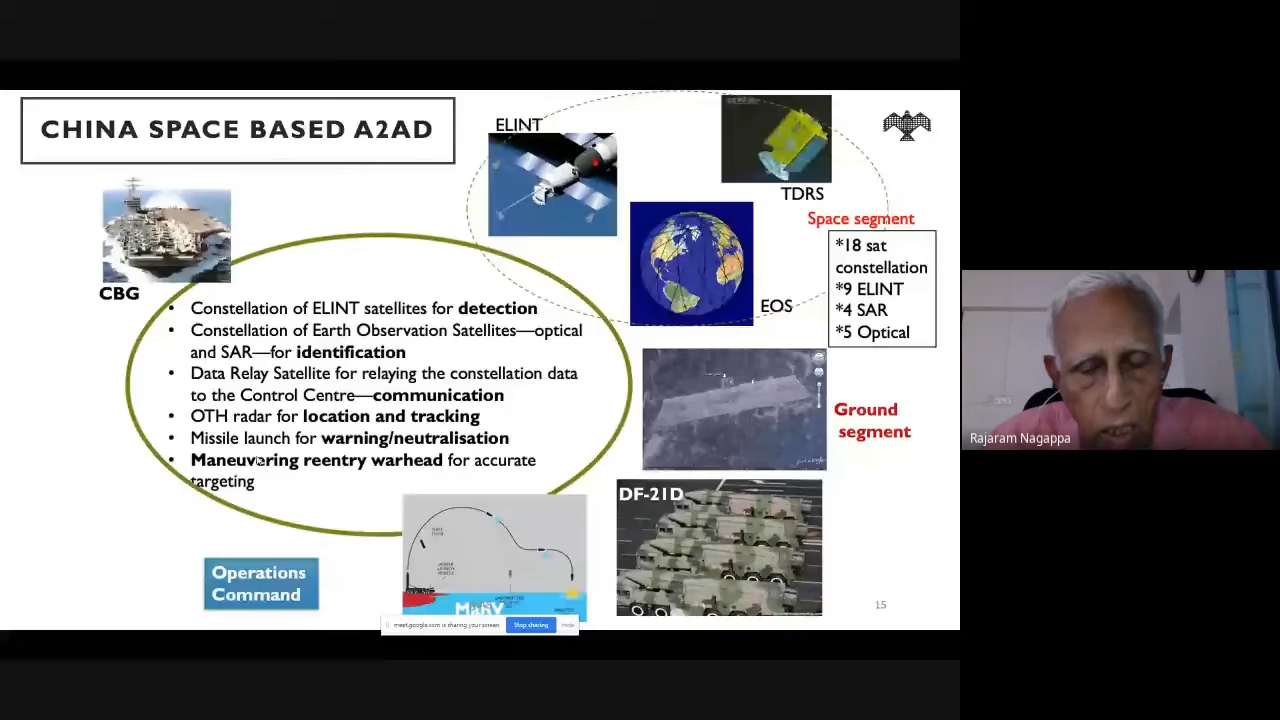 CHINA SPACE BASED A2AD
ELINT
TDRS
Space segment
*18 sat
constellation
*9 ELINT
*4 SAR
*5 Optical
CBG
EOS
• Constellation of ELINT satellites for detection
• Constellation of Earth Observation Satellites—optical
and SAR—for identification
• Data Relay Satellite for relaying the constellation data
to the Control Centre—communication
• OTH radar for location and tracking
• Missile launch for warning/neutralisation
• Maneuvering reentry warhead for accurate
targeting
Ground
segment
DF-21D
Operations
Command
MaRV
15
meet.google.com is sharing your screen.
Stop sharing
Hide
Rajaram Nagappa